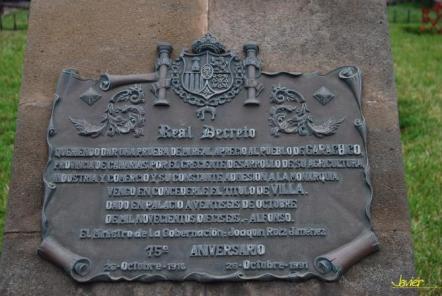 Real Decreto
QUERIENDO DAR UNA PRUEBA DE MI REAL APRECIO AL PUEBLO DE GARACHICO
PROVINCIA DE CANARIAS POR EL CRECIENTE DESARROLLO DE SU AGRICULTURA
INDUSTRIA Y COMERCIO Y SU CONSTANTE ADHESION A LA MONARQUIA
VENGO EN CONCEDERLE EL TITULO DE VILLA.
DADO EN PALACIO A VEINTISEIS DE OCTUBRE
DE MIL NOVECIENTOS DIECISEIS.-ALFONSO.
El Ministro de la Gobernación-Joaquin Ruiz Jiménez
75º ANIVERSARIO
26-Octubre-1916 26-Octubre-1991
Javier